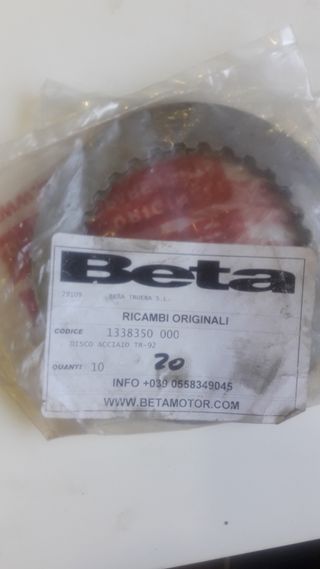 Beta
29109 BETA TRUEBA S.L.
RICAMBI ORIGINALI
CODICE 1338350 000
DISCO ACCIAIO TR-92
QUANTI 10 20
INFO +039 0558349045
WWW.BETAMOTOR.COM